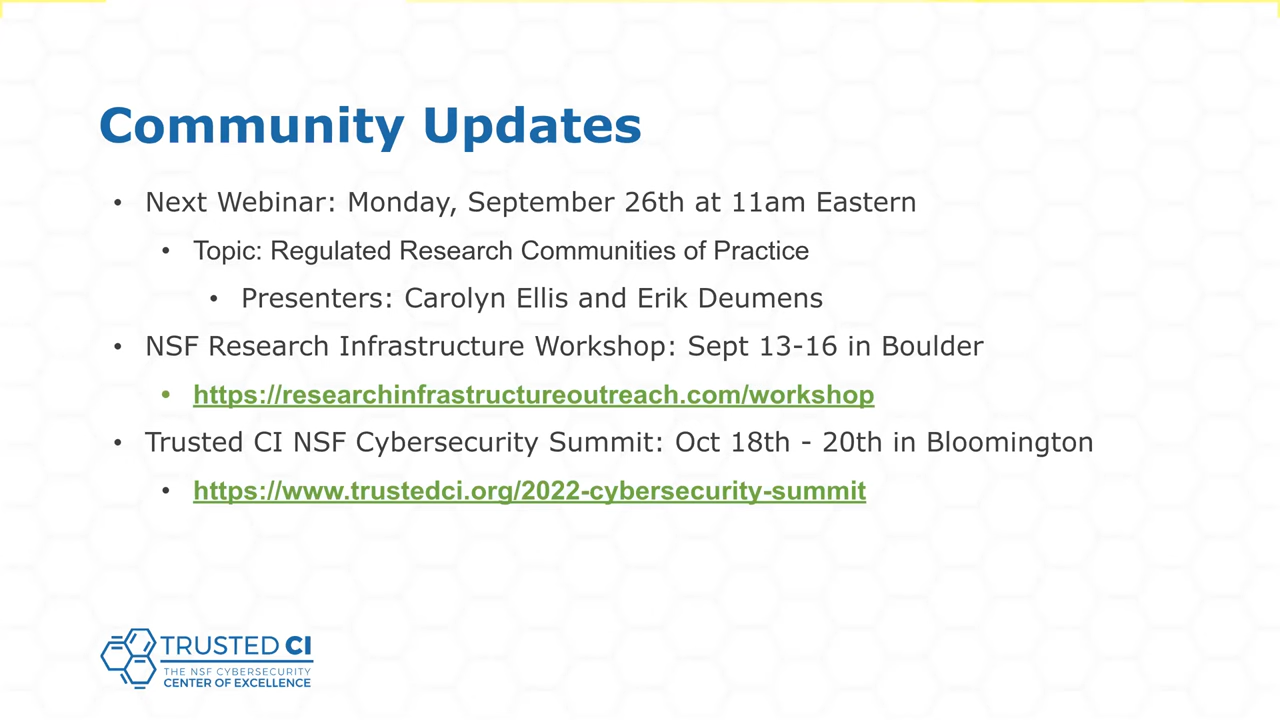 Community Updates
• Next Webinar: Monday, September 26th at 11am Eastern
• Topic: Regulated Research Communities of Practice
• Presenters: Carolyn Ellis and Erik Deumens
• NSF Research Infrastructure Workshop: Sept 13-16 in Boulder
• https://researchinfrastructureoutreach.com/workshop
• Trusted CI NSF Cybersecurity Summit: Oct 18th - 20th in Bloomington
• https://www.trustedci.org/2022-cybersecurity-summit
TRUSTED CI
THE NSF CYBERSECURITY
CENTER OF EXCELLENCE